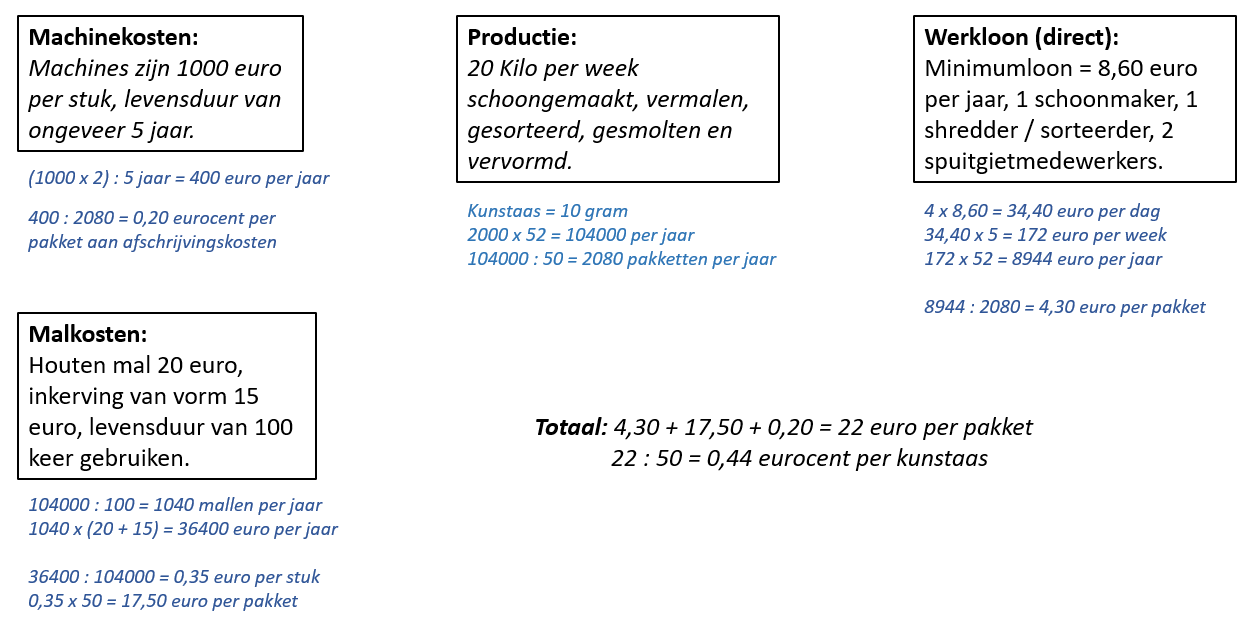 Machinekosten:
Machines zijn 1000 euro
per stuk, levensduur van
ongeveer 5 jaar.
(1000 x 2) : 5 jaar = 400 euro per jaar
400 : 2080 = 0,20 eurocent per
pakket aan afschrijvingskosten
Productie:
20 Kilo per week
schoongemaakt, vermalen,
gesorteerd, gesmolten en
vervormd.
Kunstaas = 10 gram
2000 x 52 = 104000 per jaar
104000 : 50 = 2080 pakketten per jaar
Werkloon (direct):
Minimumloon = 8,60 euro
per jaar, 1 schoonmaker, 1
shredder / sorteerder, 2
spuitgietmedewerkers.
4 x 8,60 = 34,40 euro per dag
34,40 x 5 = 172 euro per week
172 x 52 = 8944 euro per jaar
8944 : 2080 = 4,30 euro per pakket
Malkosten:
Houten mal 20 euro,
inkerving van vorm 15
euro, levensduur van 100
keer gebruiken.
104000 : 100 = 1040 mallen per jaar
1040 x (20 + 15) = 36400 euro per jaar
36400 : 104000 = 0,35 euro per stuk
0,35 x 50 = 17,50 euro per pakket
Totaal: 4,30 + 17,50 + 0,20 = 22 euro per pakket
22 : 50 = 0,44 eurocent per kunstaas